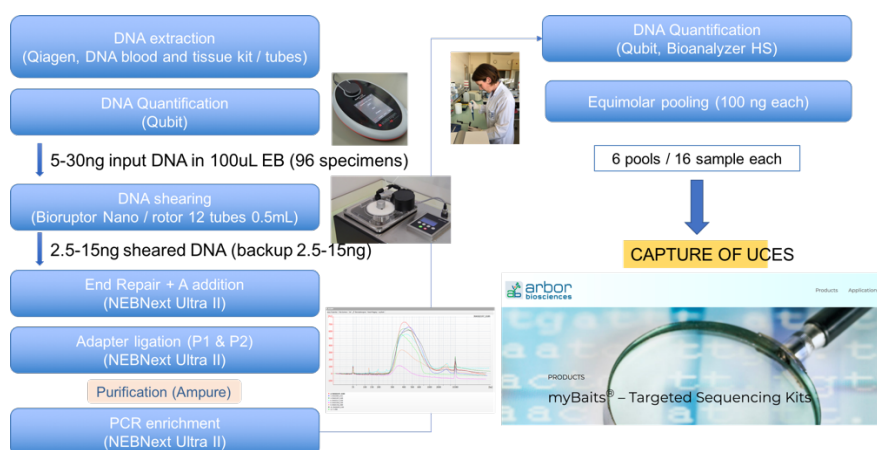 DNA extraction
(Qiagen, DNA blood and tissue kit / tubes)
DNA Quantification
(Qubit)
5-30ng input DNA in 100uL EB (96 specimens)
DNA shearing
(Bioruptor Nano / rotor 12 tubes 0.5mL)
2.5-15ng sheared DNA (backup 2.5-15ng)
End Repair + A addition
(NEBNext Ultra II)
Adapter ligation (P1 & P2)
(NEBNext Ultra II)
Purification (Ampure)
PCR enrichment
(NEBNext Ultra II)
DNA Quantification
(Qubit, Bioanalyzer HS)
Equimolar pooling (100 ng each)
6 pools / 16 sample each
CAPTURE OF UCES
arbor
biosciences
Products Application
PRODUCTS
myBaits® – Targeted Sequencing Kits